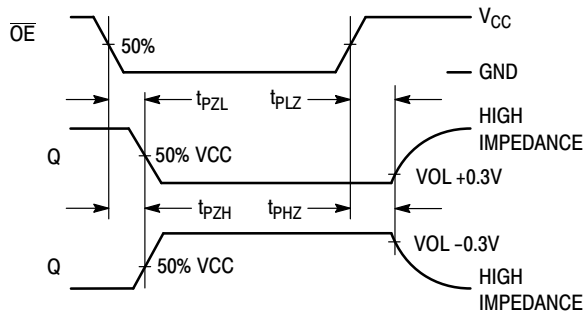 OE
50%
VCC
GND
tPZL
tPLZ
HIGH
IMPEDANCE
Q
50% VCC
VOL +0.3V
tPZH
tPHZ
VOL –0.3V
Q
50% VCC
HIGH
IMPEDANCE